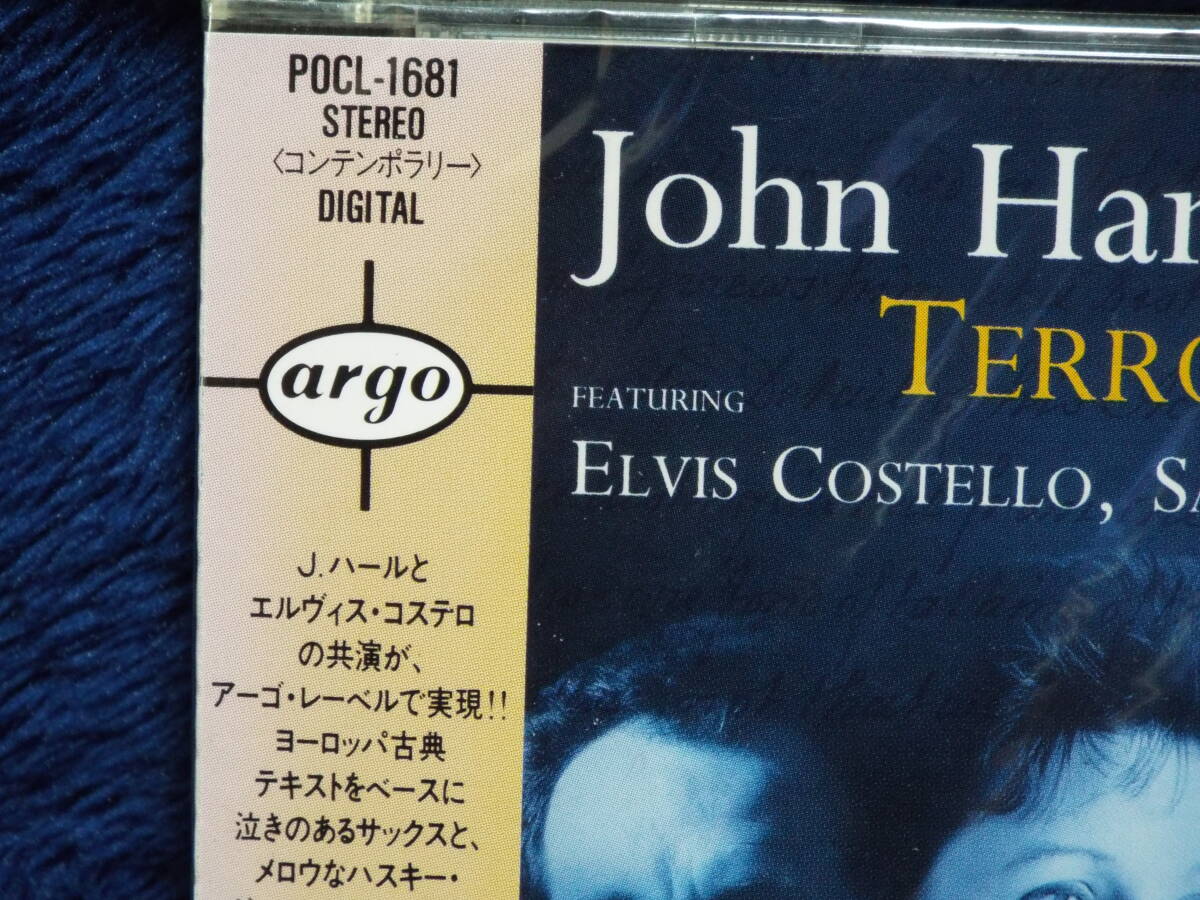 POCL-1681
STEREO
〈コンテンポラリー〉
DIGITAL
argo
J.ハールと
エルヴィス・コステロ
の共演が、
アーゴ・レーベルで実現!!
ヨーロッパ古典
テキストをベースに
泣きのあるサックスと、
メロウなハスキー・
John Har
TERRO
FEATURING
ELVIS COSTELLO, SA